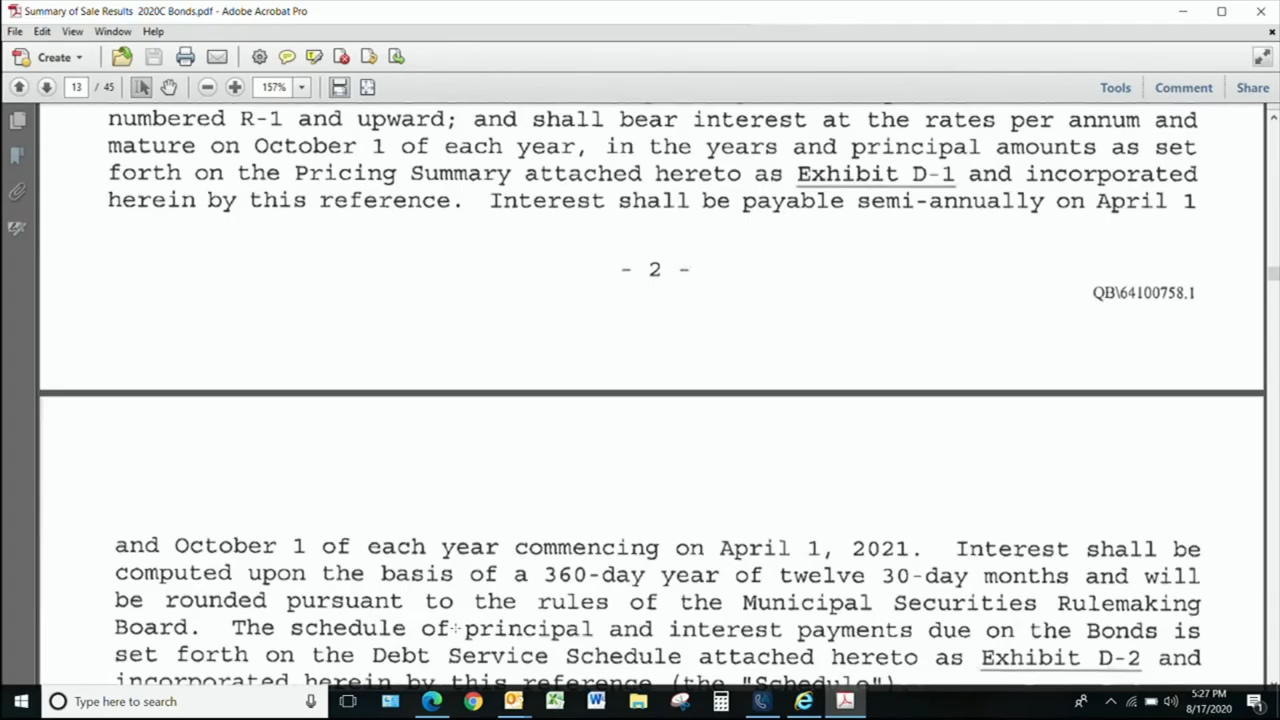 Summary of Sale Results 2020C Bonds.pdf - Adobe Acrobat Pro
File Edit View Window Help
Create
13 / 45 157% Tools Comment Share
numbered R-1 and upward; and shall bear interest at the rates per annum and
mature on October 1 of each year, in the years and principal amounts as set
forth on the Pricing Summary attached hereto as Exhibit D-1 and incorporated
herein by this reference. Interest shall be payable semi-annually on April 1
- 2 -
QB\64100758.1
and October 1 of each year commencing on April 1, 2021. Interest shall be
computed upon the basis of a 360-day year of twelve 30-day months and will
be rounded pursuant to the rules of the Municipal Securities Rulemaking
Board. The schedule of principal and interest payments due on the Bonds is
set forth on the Debt Service Schedule attached hereto as Exhibit D-2 and
incorporated herein by this reference (the "Schedule").
Type here to search
5:27 PM
8/17/2020